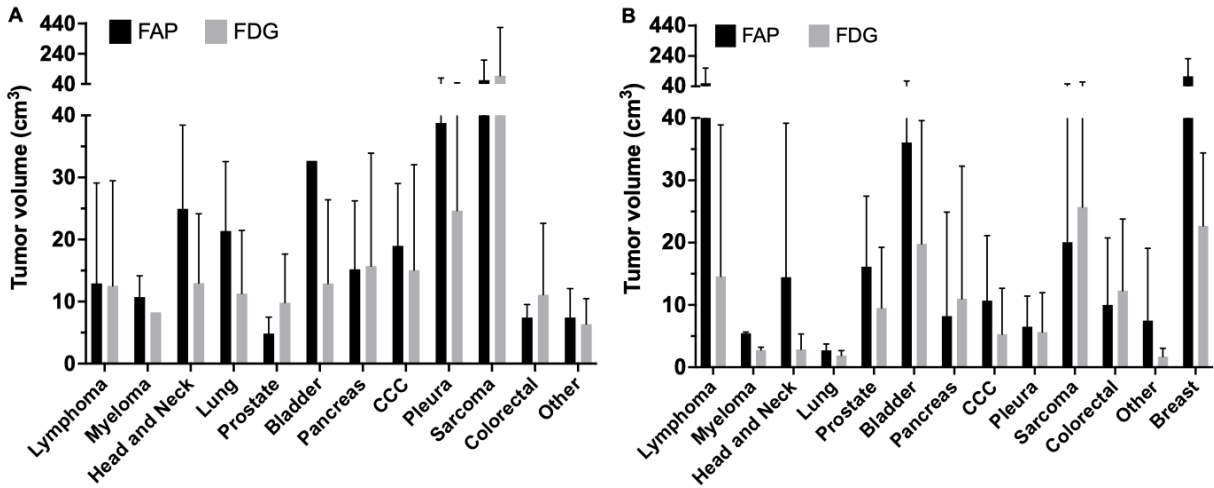 A
FAP FDG
Tumor volume (cm³)
440
240
40
40
30
20
10
0
Lymphoma
Myeloma
Head and Neck
Lung
Prostate
Bladder
Pancreas
CCC
Pleura
Sarcoma
Colorectal
Other
B
FAP FDG
Tumor volume (cm³)
440
240
40
40
30
20
10
0
Lymphoma
Myeloma
Head and Neck
Lung
Prostate
Bladder
Pancreas
CCC
Pleura
Sarcoma
Colorectal
Other
Breast